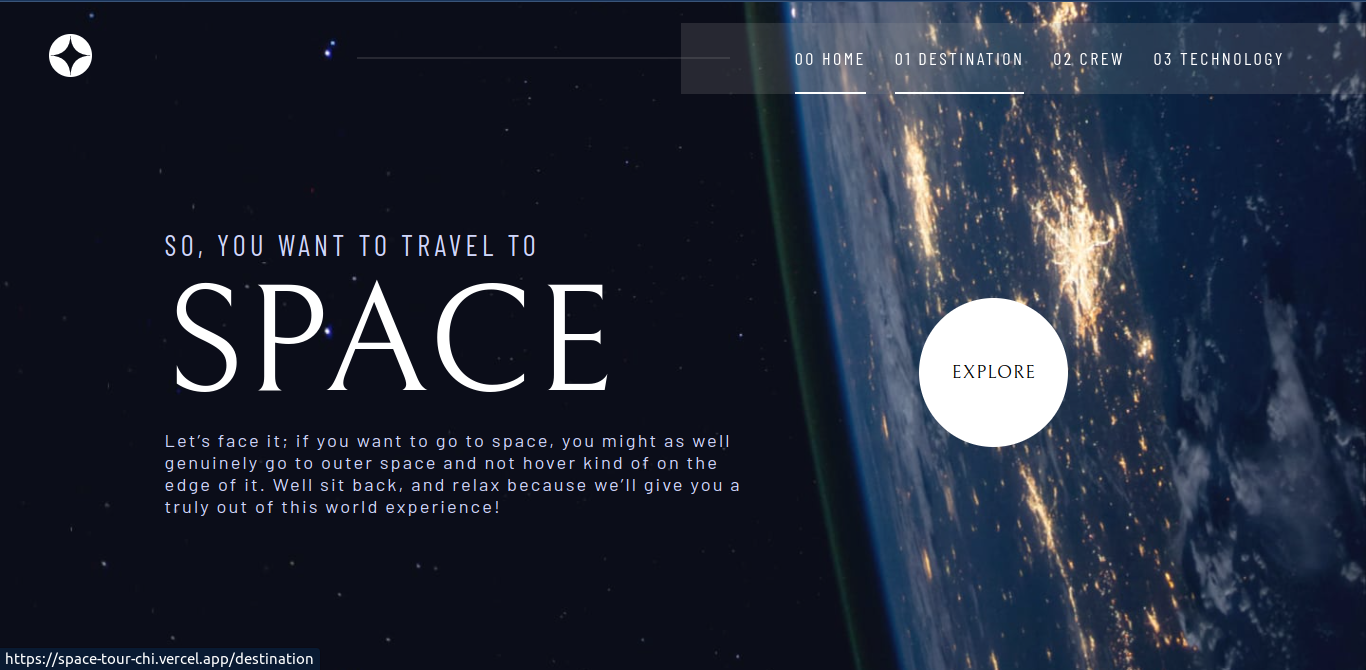 00 HOME 01 DESTINATION 02 CREW 03 TECHNOLOGY
SO, YOU WANT TO TRAVEL TO
SPACE
Let’s face it; if you want to go to space, you might as well
genuinely go to outer space and not hover kind of on the
edge of it. Well sit back, and relax because we’ll give you a
truly out of this world experience!
EXPLORE
https://space-tour-chi.vercel.app/destination